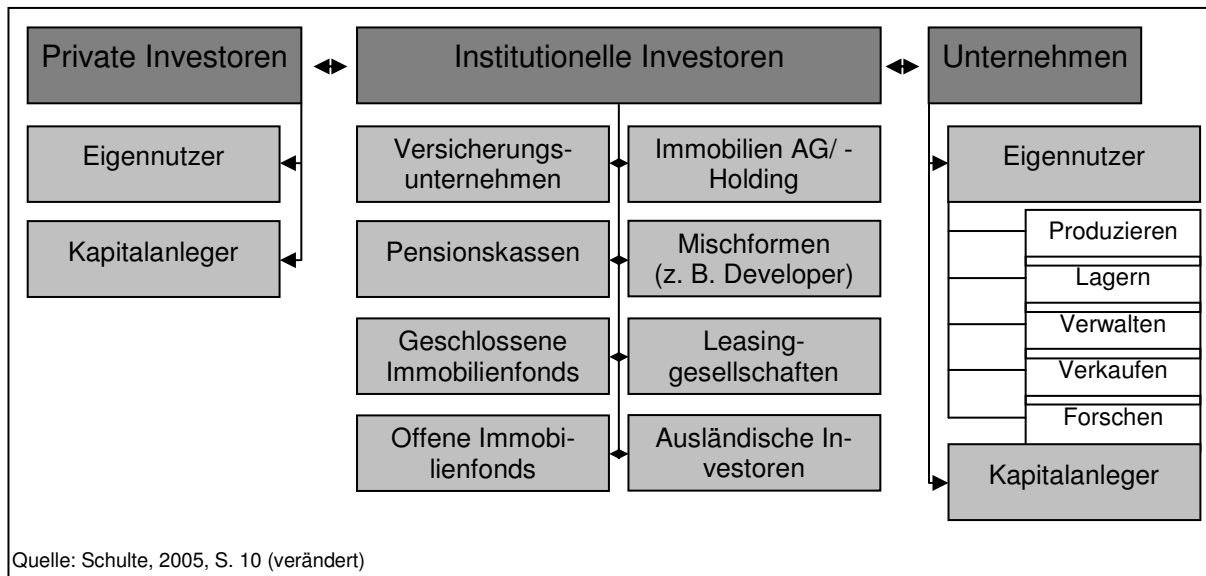 Private Investoren
Institutionelle Investoren
Unternehmen
Eigennutzer
Kapitalanleger
Versicherungs-
unternehmen
Immobilien AG/ -
Holding
Pensionskassen
Mischformen
(z. B. Developer)
Geschlossene
Immobilienfonds
Leasing-
gesellschaften
Offene Immobi-
lienfonds
Ausländische In-
vestoren
Eigennutzer
Produzieren
Lagern
Verwalten
Verkaufen
Forschen
Kapitalanleger
Quelle: Schulte, 2005, S. 10 (verändert)